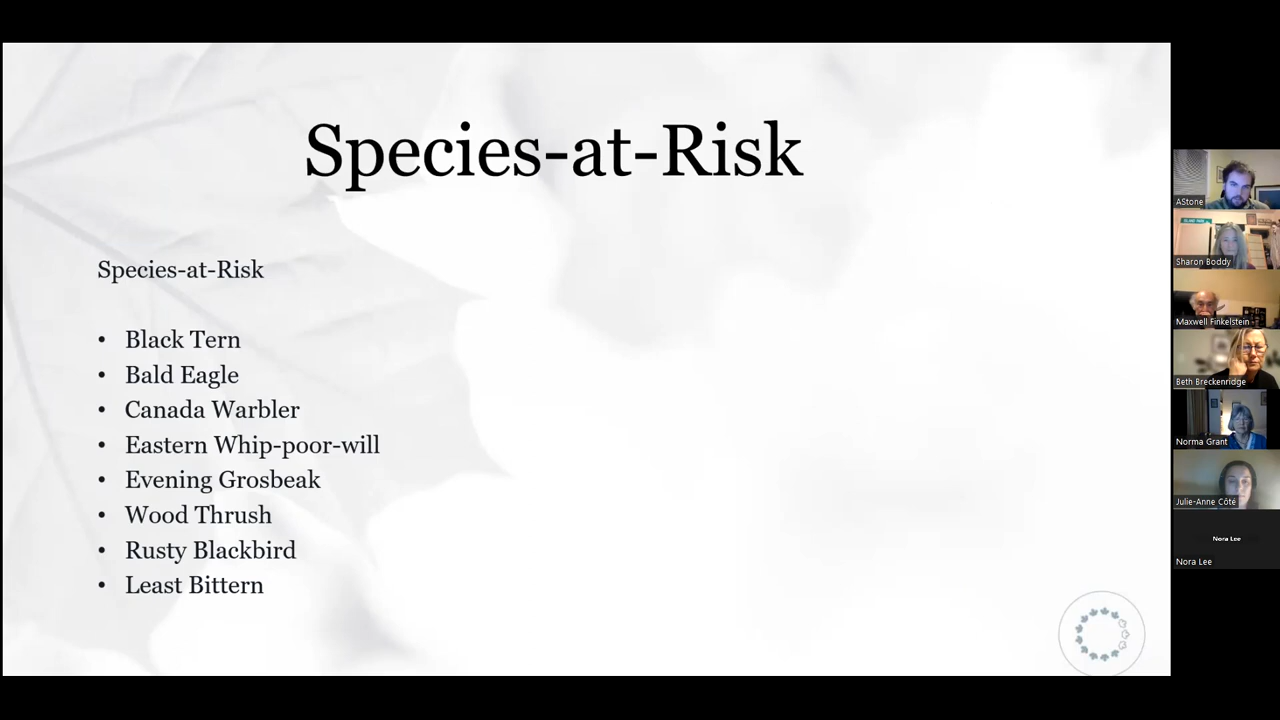 Species-at-Risk
Species-at-Risk
• Black Tern
• Bald Eagle
• Canada Warbler
• Eastern Whip-poor-will
• Evening Grosbeak
• Wood Thrush
• Rusty Blackbird
• Least Bittern
AStone
Sharon Boddy
Maxwell Finkelstein
Beth Breckenridge
Norma Grant
Julie-Anne Côté
Nora Lee
Nora Lee